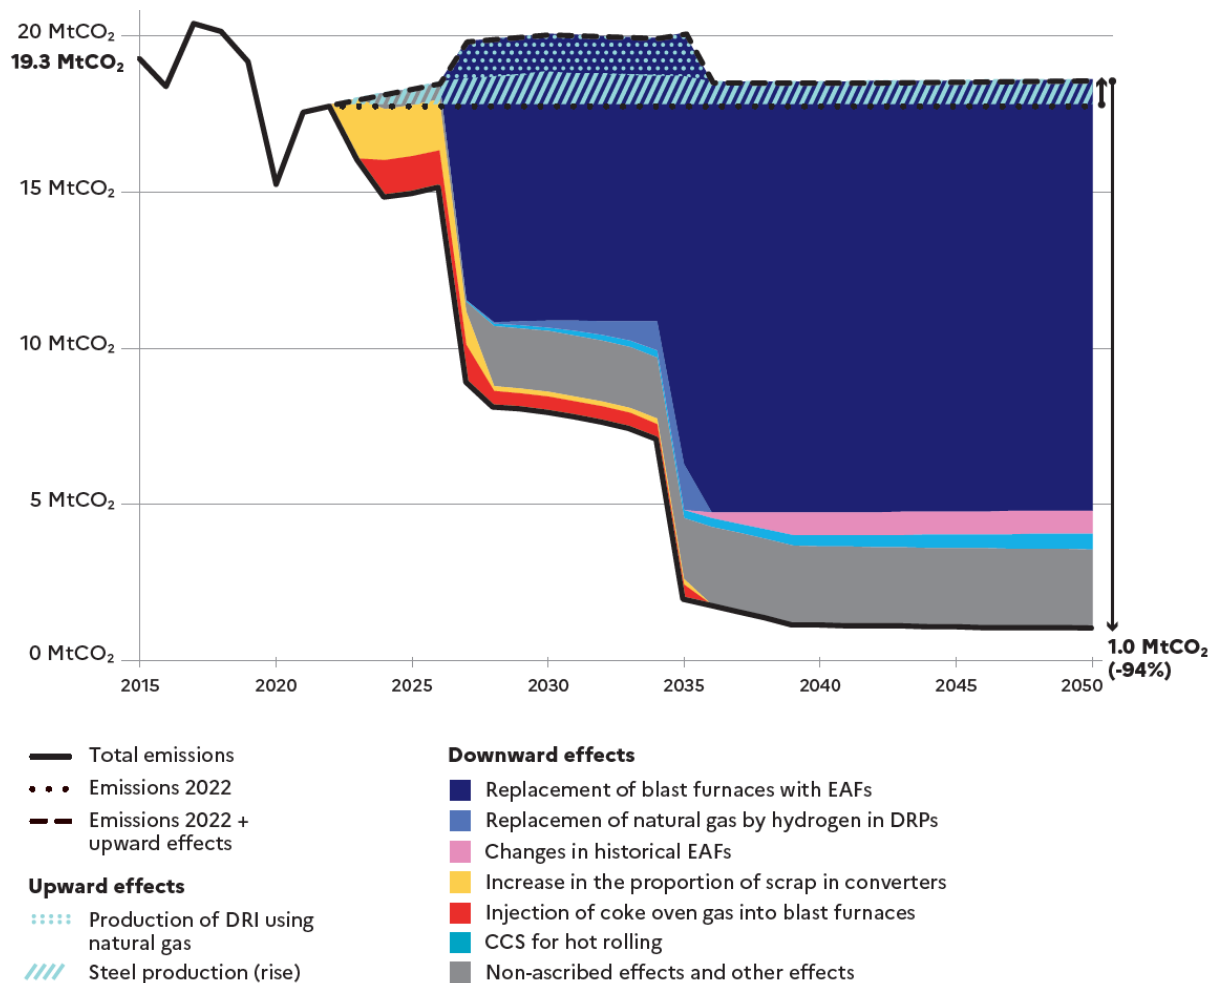 20 MtCO₂
19.3 MtCO₂
15 MtCO₂
10 MtCO₂
5 MtCO₂
0 MtCO₂
1.0 MtCO₂
(-94%)
2015
2020
2025
2030
2035
2040
2045
2050
Total emissions
Emissions 2022
Emissions 2022 +
upward effects
Upward effects
Production of DRI using
natural gas
Steel production (rise)
Downward effects
Replacement of blast furnaces with EAFs
Replacemen of natural gas by hydrogen in DRPs
Changes in historical EAFs
Increase in the proportion of scrap in converters
Injection of coke oven gas into blast furnaces
CCS for hot rolling
Non-ascribed effects and other effects